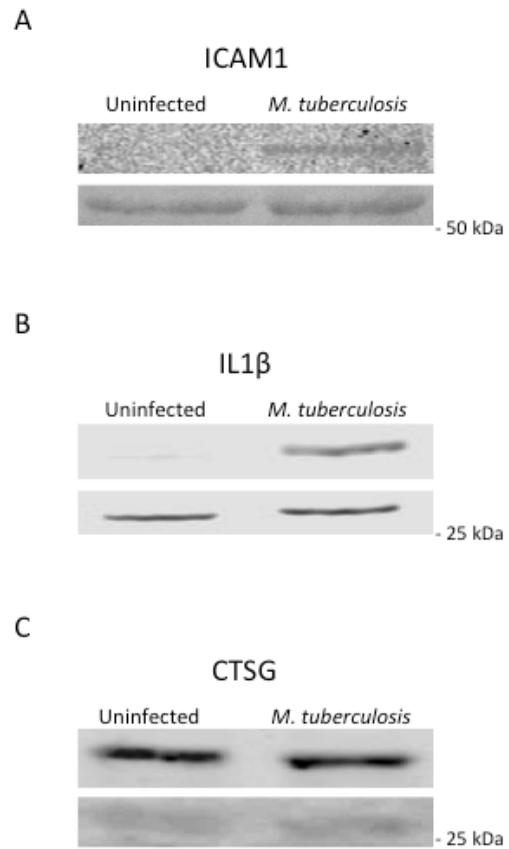 A
ICAM1
Uninfected M. tuberculosis
- 50 kDa
B
IL1β
Uninfected M. tuberculosis
- 25 kDa
C
CTSG
Uninfected M. tuberculosis
- 25 kDa